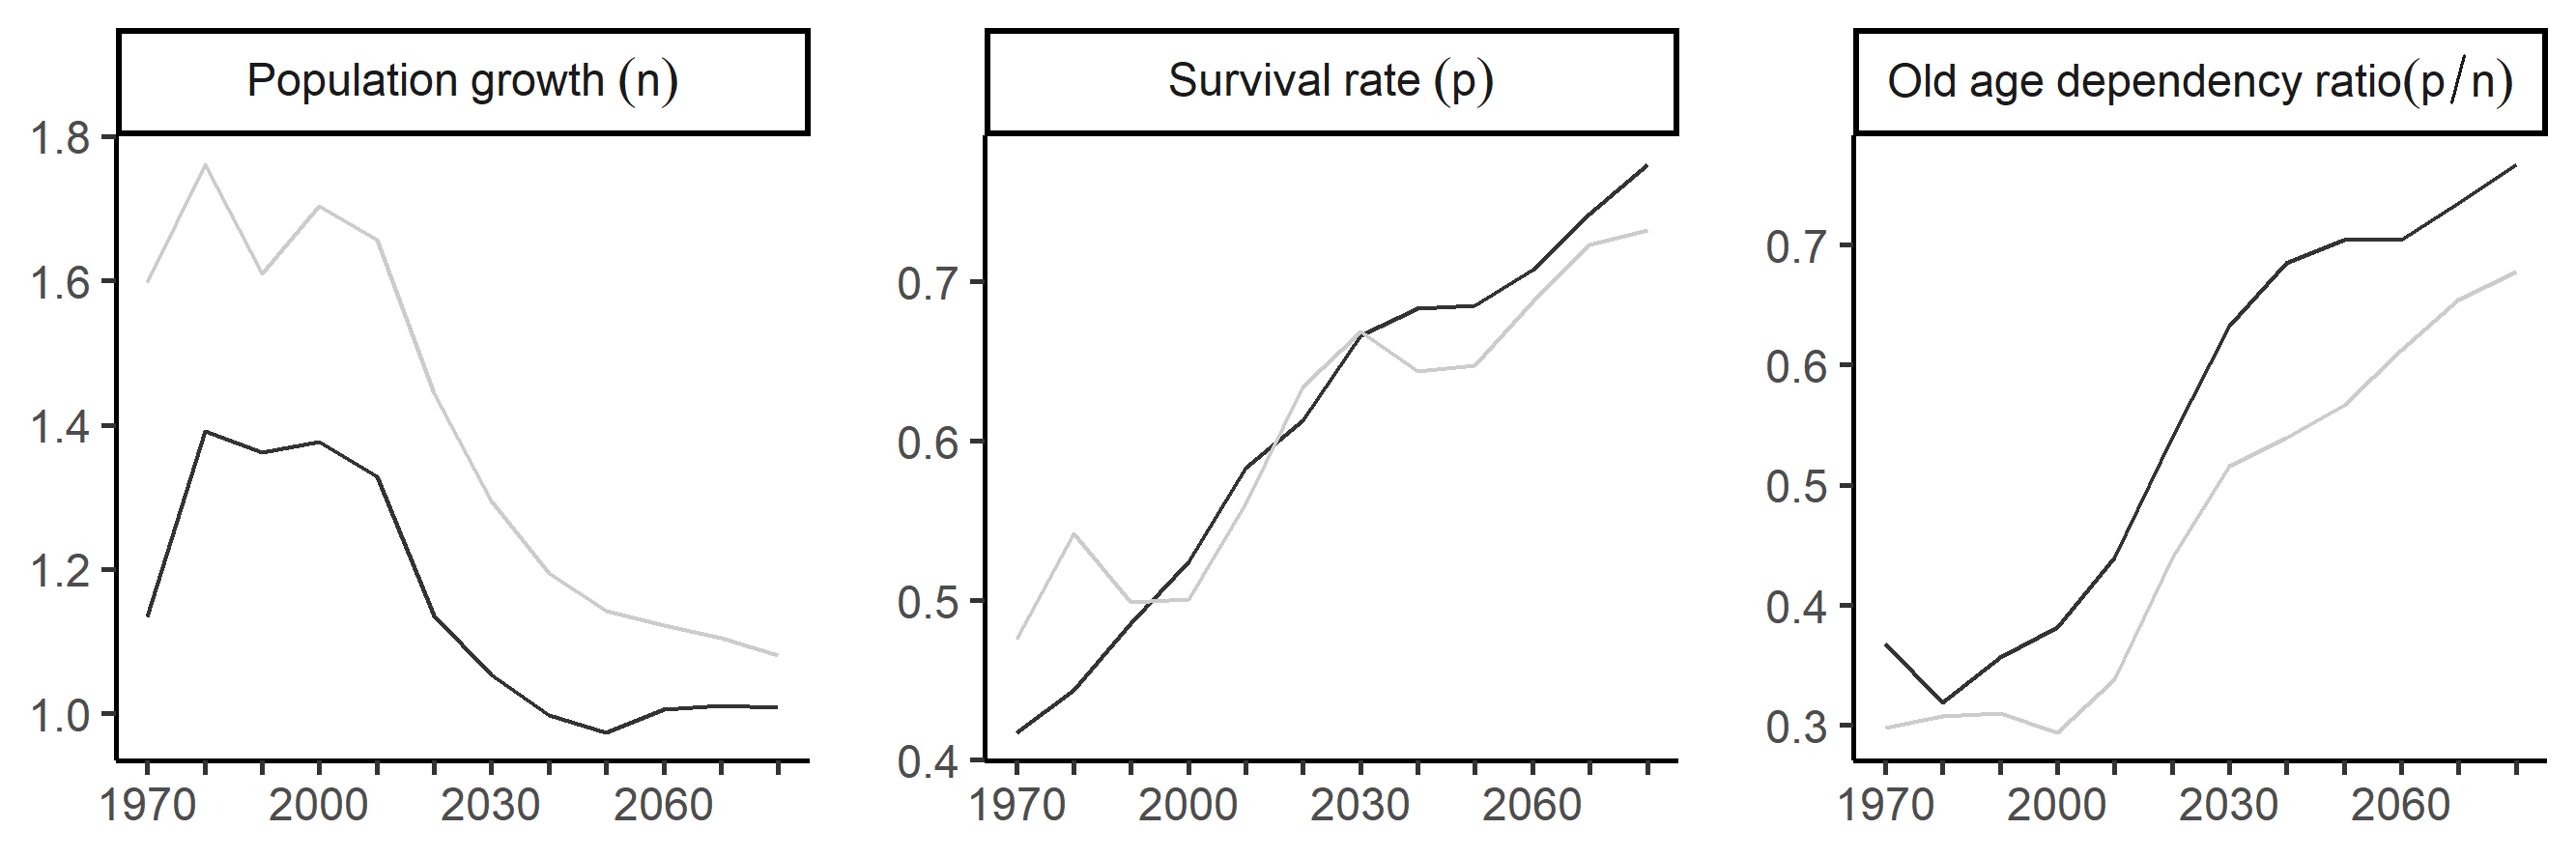 Population growth (n)
Survival rate (p)
Old age dependency ratio(p/n)
1.8
1.6
1.4
1.2
1.0
1970 2000 2030 2060
0.7
0.6
0.5
0.4
1970 2000 2030 2060
0.7
0.6
0.5
0.4
0.3
1970 2000 2030 2060